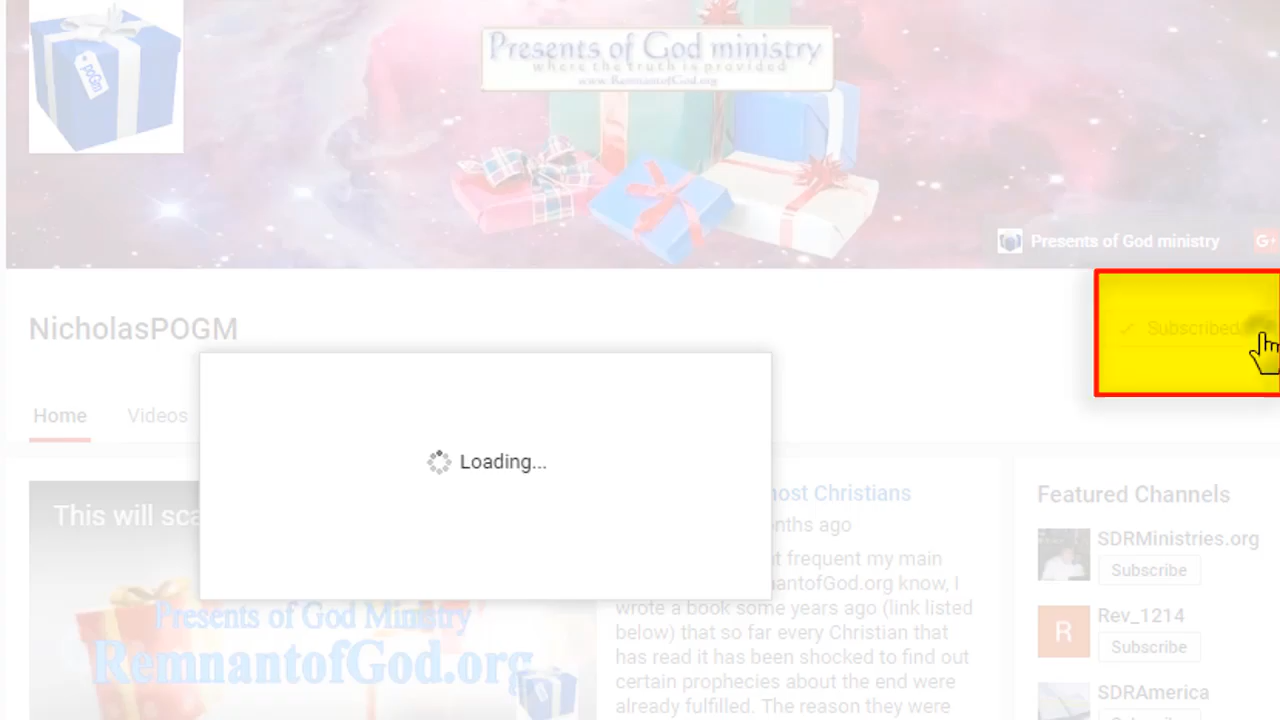 Presents of God ministry
where the truth is provided
www.RemnantofGod.org
poGm
Presents of God ministry
G+
NicholasPOGM
Subscribed
Home
Videos
Loading...
This will sca
Presents of God Ministry
RemnantofGod.org
most Christians
nths ago
t frequent my main
mnantofGod.org know, I
wrote a book some years ago (link listed
below) that so far every Christian that
has read it has been shocked to find out
certain prophecies about the end were
already fulfilled. The reason they were
Featured Channels
SDRMinistries.org
Subscribe
R
Rev_1214
Subscribe
SDRAmerica
Subscribe